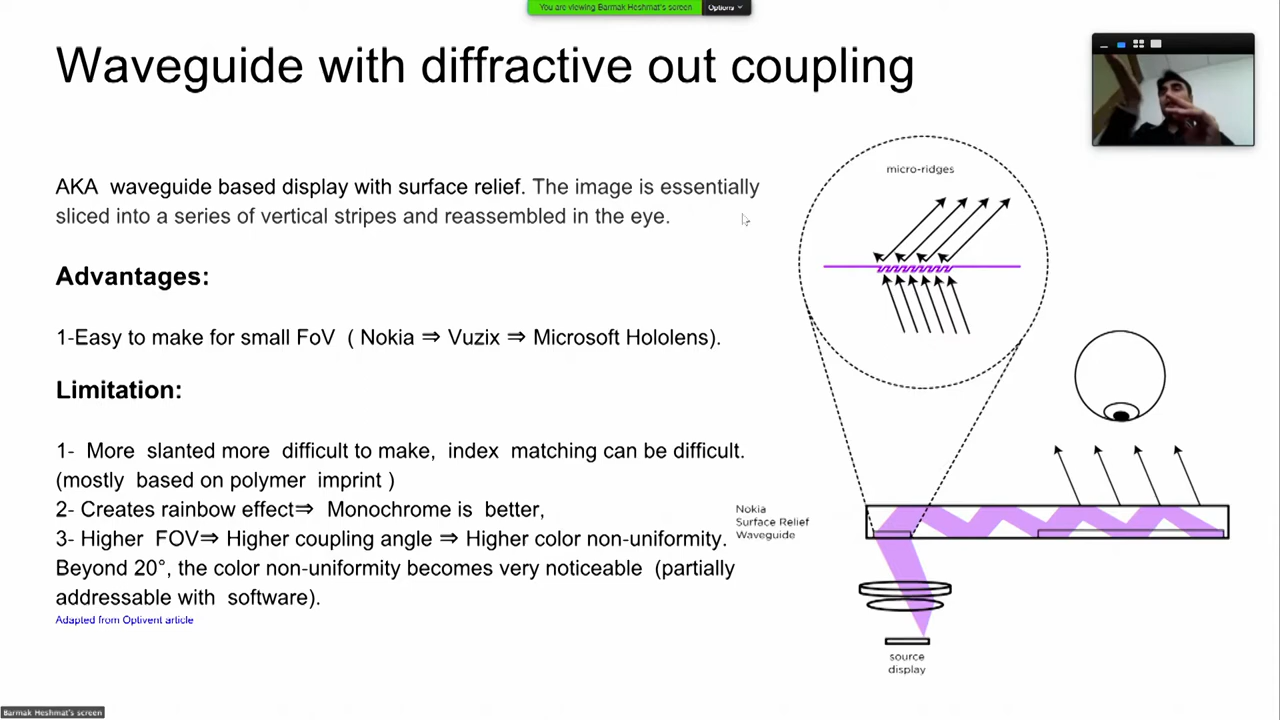 You are viewing Barmak Heshmat's screen
Options
Waveguide with diffractive out coupling
AKA waveguide based display with surface relief. The image is essentially
sliced into a series of vertical stripes and reassembled in the eye.
Advantages:
1-Easy to make for small FoV ( Nokia ⇒ Vuzix ⇒ Microsoft Hololens).
Limitation:
1- More slanted more difficult to make, index matching can be difficult.
(mostly based on polymer imprint )
2- Creates rainbow effect⇒ Monochrome is better,
3- Higher FOV⇒ Higher coupling angle ⇒ Higher color non-uniformity.
Beyond 20°, the color non-uniformity becomes very noticeable (partially
addressable with software).
Adapted from Optivent article
micro-ridges
Nokia
Surface Relief
Waveguide
source
display
Barmak Heshmat's screen